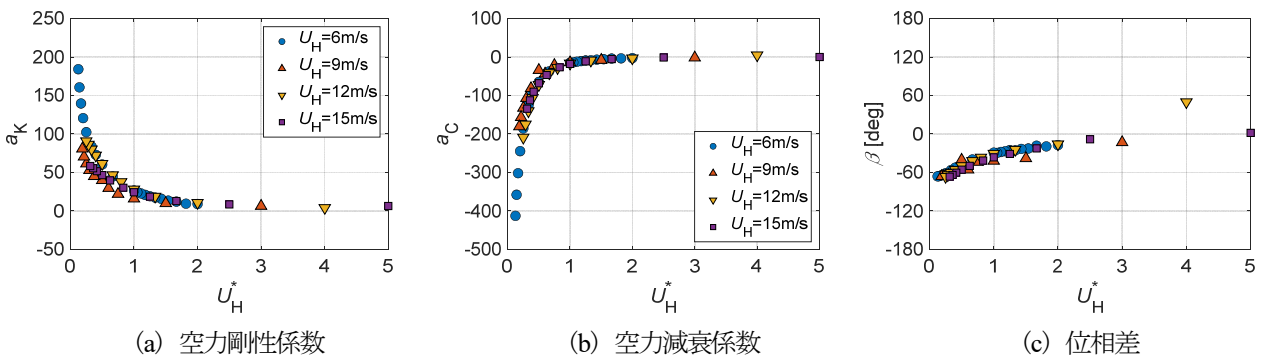 250
200
150
100
50
0
-50
a_K
0 1 2 3 4 5
U_H^*
U_H=6m/s
U_H=9m/s
U_H=12m/s
U_H=15m/s
(a) 空力剛性係数
100
0
-100
-200
-300
-400
-500
a_C
0 1 2 3 4 5
U_H^*
U_H=6m/s
U_H=9m/s
U_H=12m/s
U_H=15m/s
(b) 空力減衰係数
180
120
60
0
-60
-120
-180
β [deg]
0 1 2 3 4 5
U_H^*
(c) 位相差